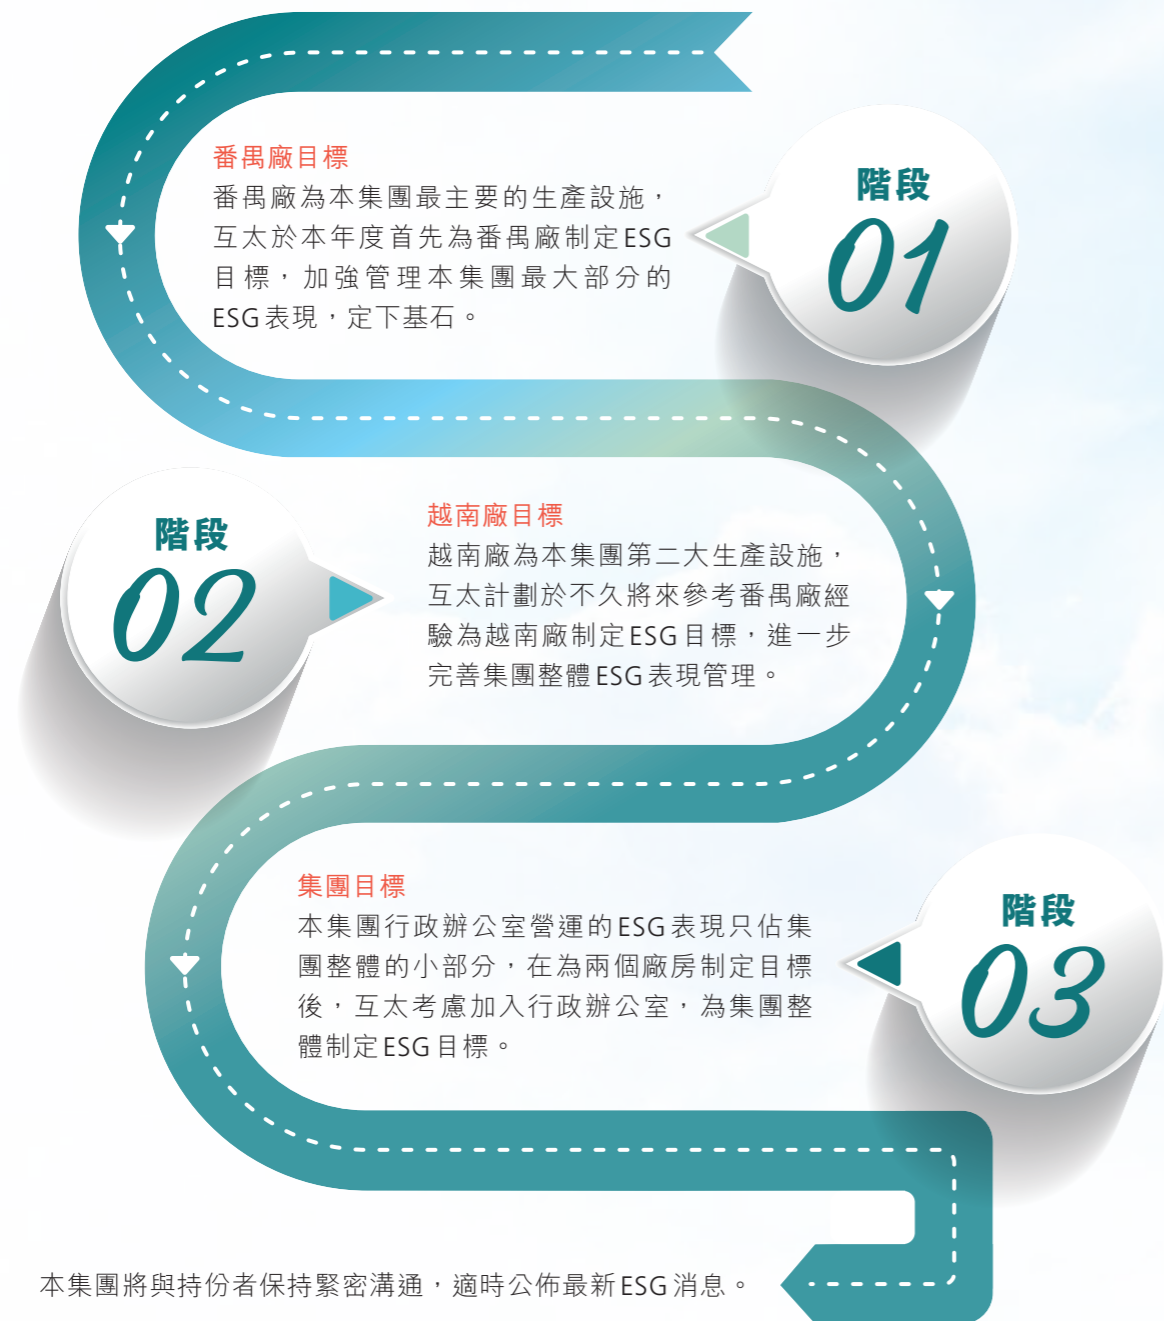 番禺廠目標
番禺廠為本集團最主要的生產設施，
互太於本年度首先為番禺廠制定ESG
目標，加強管理本集團最大部分的
ESG表現，定下基石。
階段
01
階段
02
越南廠目標
越南廠為本集團第二大生產設施，
互太計劃於不久將來參考番禺廠經
驗為越南廠制定ESG目標，進一步
完善集團整體ESG表現管理。
集團目標
本集團行政辦公室營運的ESG表現只佔集
團整體的小部分，在為兩個廠房制定目標
後，互太考慮加入行政辦公室，為集團整
體制定ESG目標。
階段
03
本集團將與持份者保持緊密溝通，適時公佈最新ESG消息。